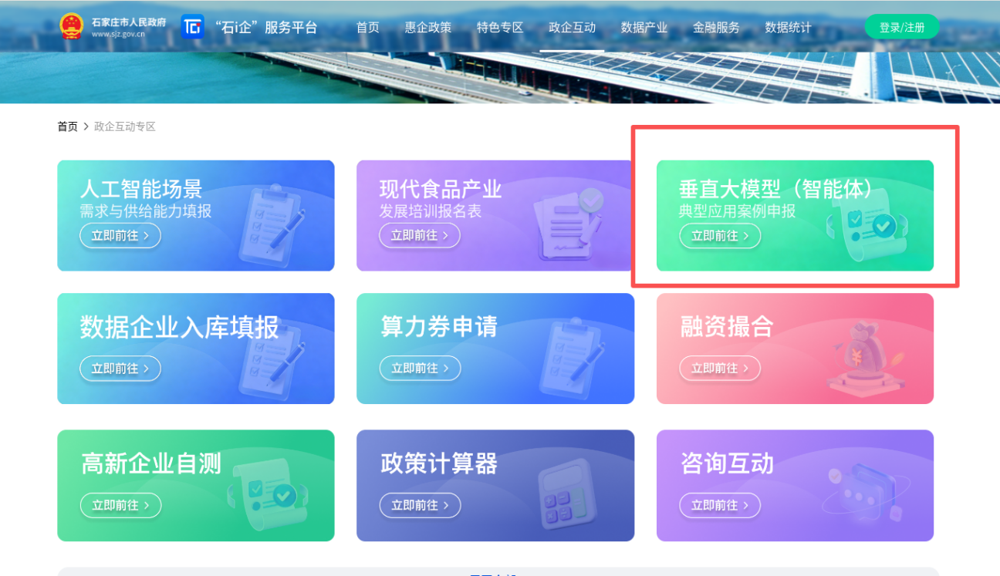 石家庄市人民政府
www.sjz.gov.cn
“石i企”服务平台
首页 惠企政策 特色专区 政企互动 数据产业 金融服务 数据统计
登录/注册
首页 > 政企互动专区
人工智能场景
需求与供给能力填报
立即前往 >
现代食品产业
发展培训报名表
立即前往 >
垂直大模型（智能体）
典型应用案例申报
立即前往 >
数据企业入库填报
立即前往 >
算力券申请
立即前往 >
融资撮合
立即前往 >
高新企业自测
立即前往 >
政策计算器
立即前往 >
咨询互动
立即前往 >